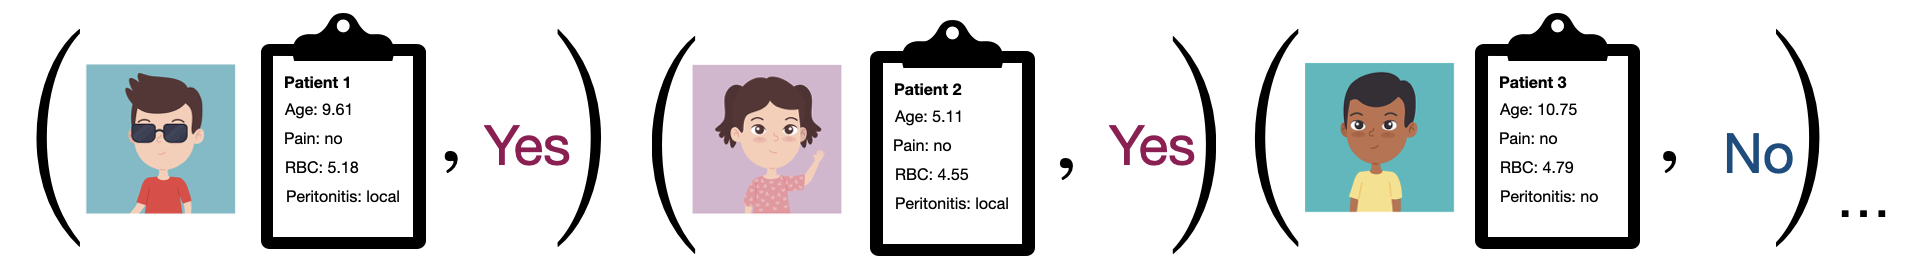 Patient 1
Age: 9.61
Pain: no
RBC: 5.18
Peritonitis: local
, Yes
Patient 2
Age: 5.11
Pain: no
RBC: 4.55
Peritonitis: local
, Yes
Patient 3
Age: 10.75
Pain: no
RBC: 4.79
Peritonitis: no
, No
...